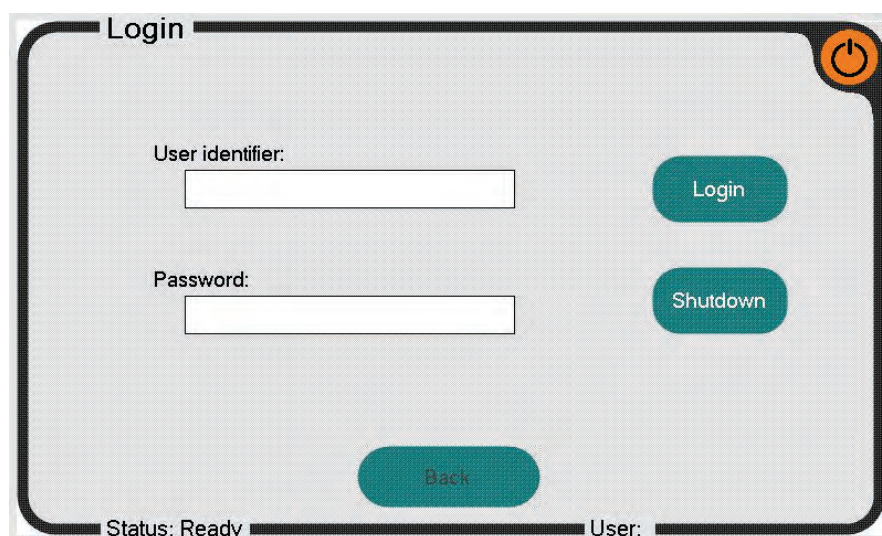 Login
User identifier:
Login
Password:
Shutdown
Back
Status: Ready
User: